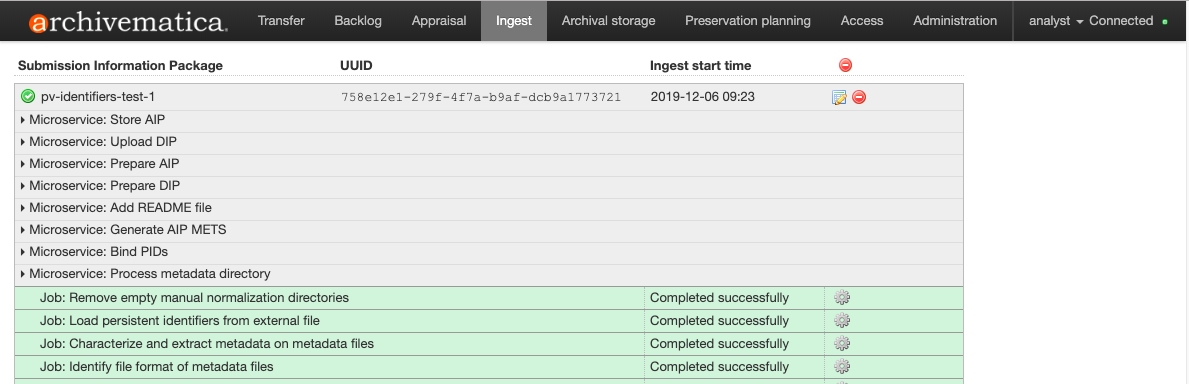 archivematica. Transfer Backlog Appraisal Ingest Archival storage Preservation planning Access Administration analyst Connected
Submission Information Package UUID Ingest start time
pv-identifiers-test-1 758e12e1-279f-4f7a-b9af-dcb9a1773721 2019-12-06 09:23
Microservice: Store AIP
Microservice: Upload DIP
Microservice: Prepare AIP
Microservice: Prepare DIP
Microservice: Add README file
Microservice: Generate AIP METS
Microservice: Bind PIDs
Microservice: Process metadata directory
Job: Remove empty manual normalization directories Completed successfully
Job: Load persistent identifiers from external file Completed successfully
Job: Characterize and extract metadata on metadata files Completed successfully
Job: Identify file format of metadata files Completed successfully